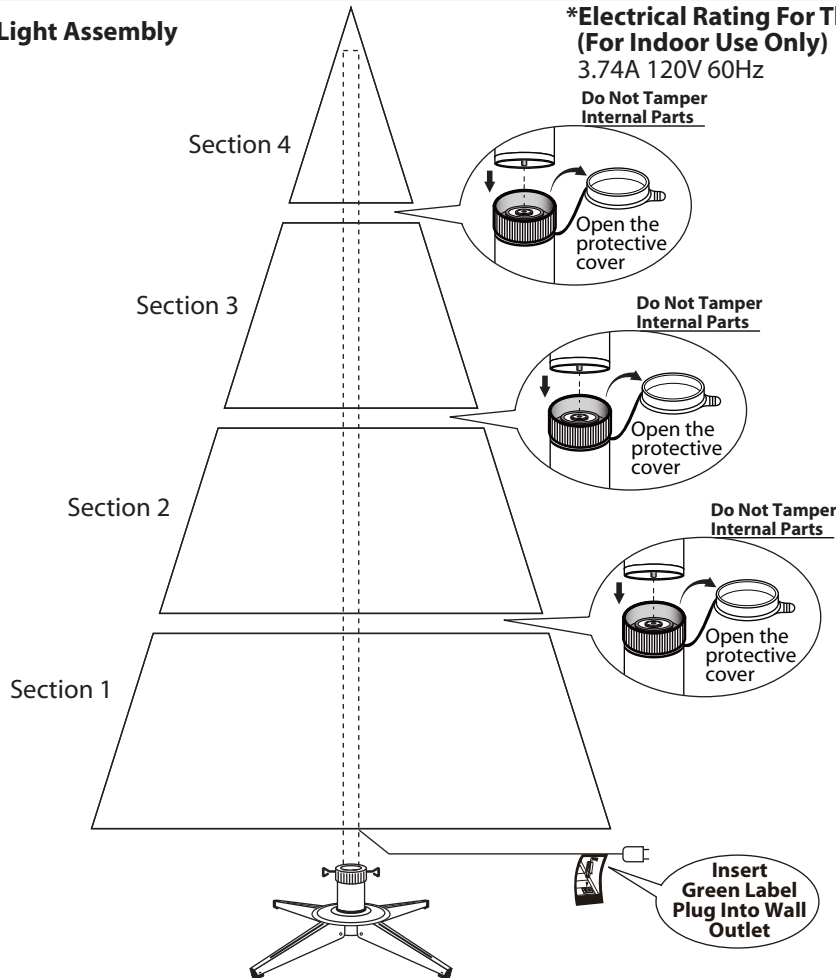 Light Assembly
*Electrical Rating For
(For Indoor Use Only)
3.74A 120V 60Hz
Do Not Tamper
Internal Parts
Section 4
Open the
protective
cover
Section 3
Do Not Tamper
Internal Parts
Open the
protective
cover
Section 2
Do Not Tamper
Internal Parts
Open the
protective
cover
Section 1
Insert
Green Label
Plug Into Wall
Outlet